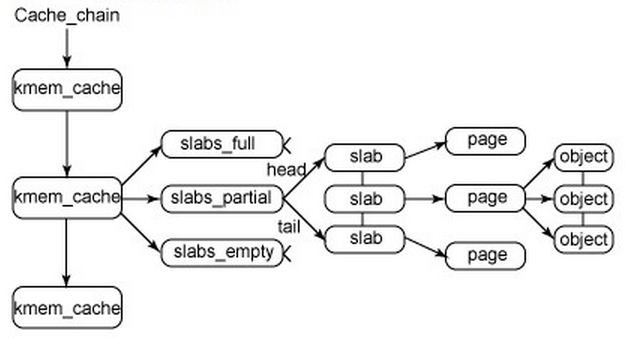 Cache_chain
kmem_cache
kmem_cache
kmem_cache
slabs_full
slabs_partial
slabs_empty
head
tail
slab
slab
slab
page
page
page
object
object
object